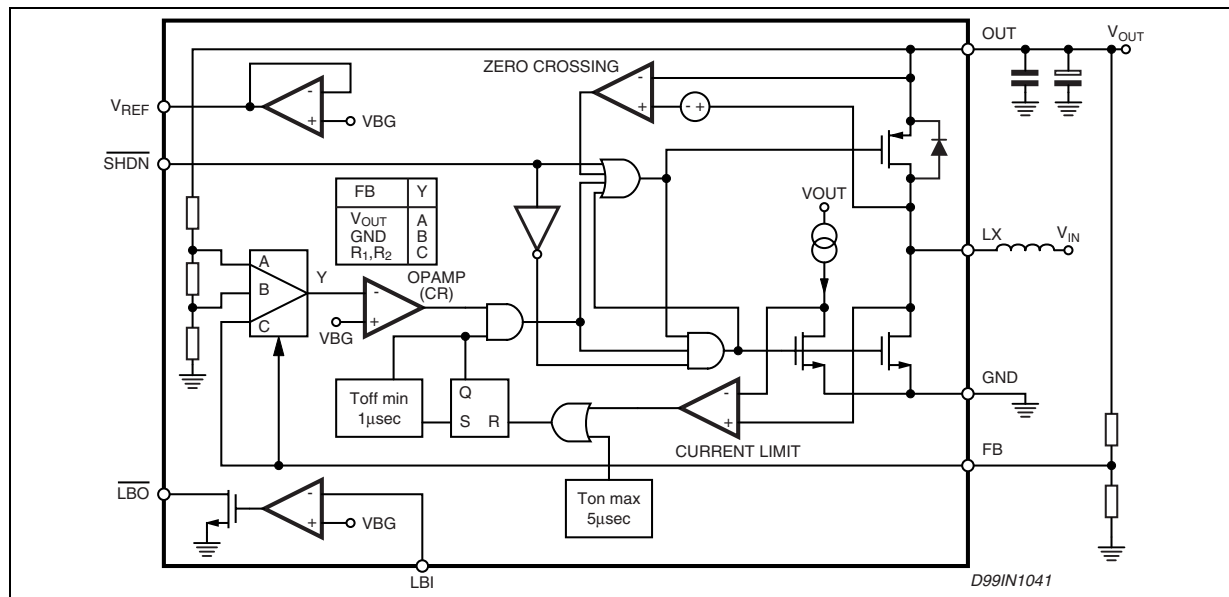 OUT
VOUT
ZERO CROSSING
-
+
- +
VREF
-
+
VBG
SHDN
FB Y
VOUT A
GND B
R1,R2 C
VOUT
LX
VIN
A
B
C
Y
OPAMP
(CR)
-
+
VBG
Toff min
1µsec
Q
S R
-
+
CURRENT LIMIT
GND
FB
Ton max
5µsec
LBO
-
+
VBG
LBI
D99IN1041